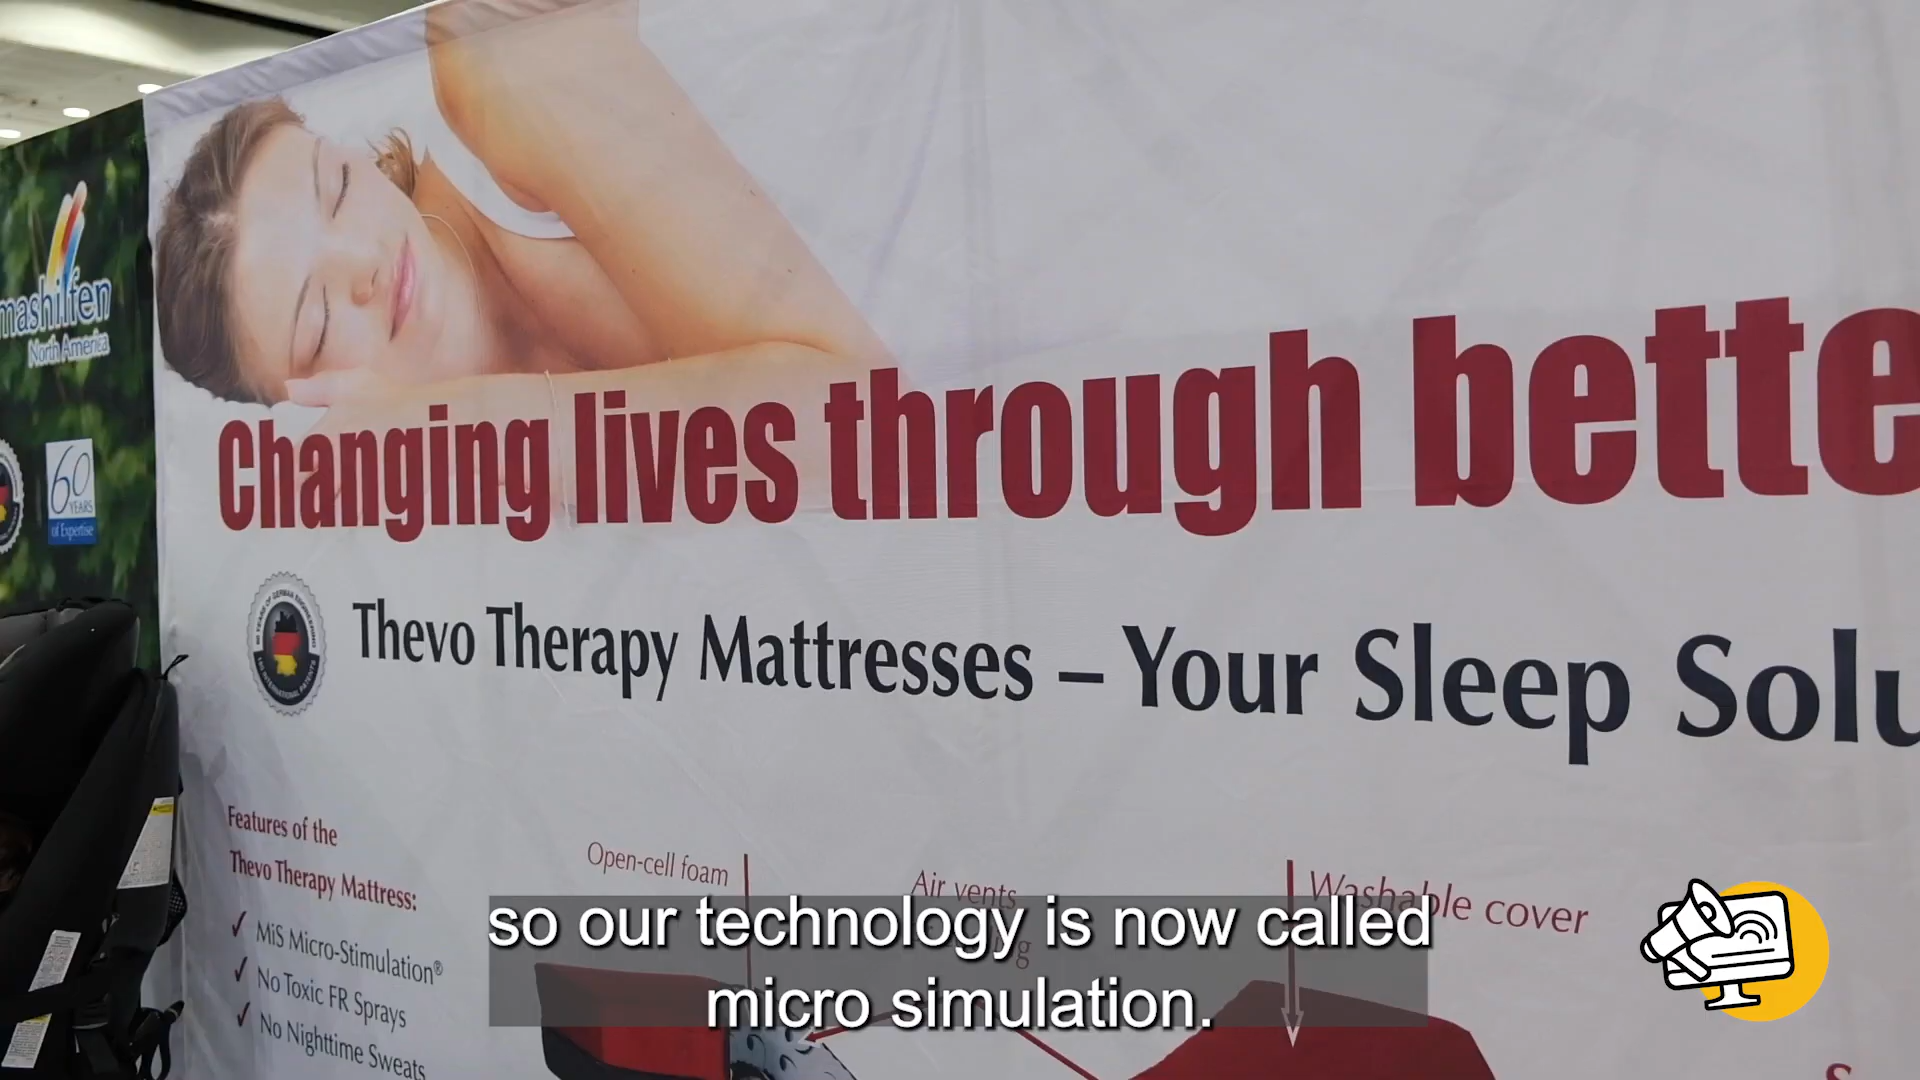 mashilfen
North America
60
YEARS
of Expertise
Changing lives through bette
Thevo Therapy Mattresses – Your Sleep Solu
Features of the
Thevo Therapy Mattress:
✓ MiS Micro-Stimulation®
✓ No Toxic FR Sprays
✓ No Nighttime Sweats
Open-cell foam
Air vents
Washable cover
so our technology is now called
micro simulation.